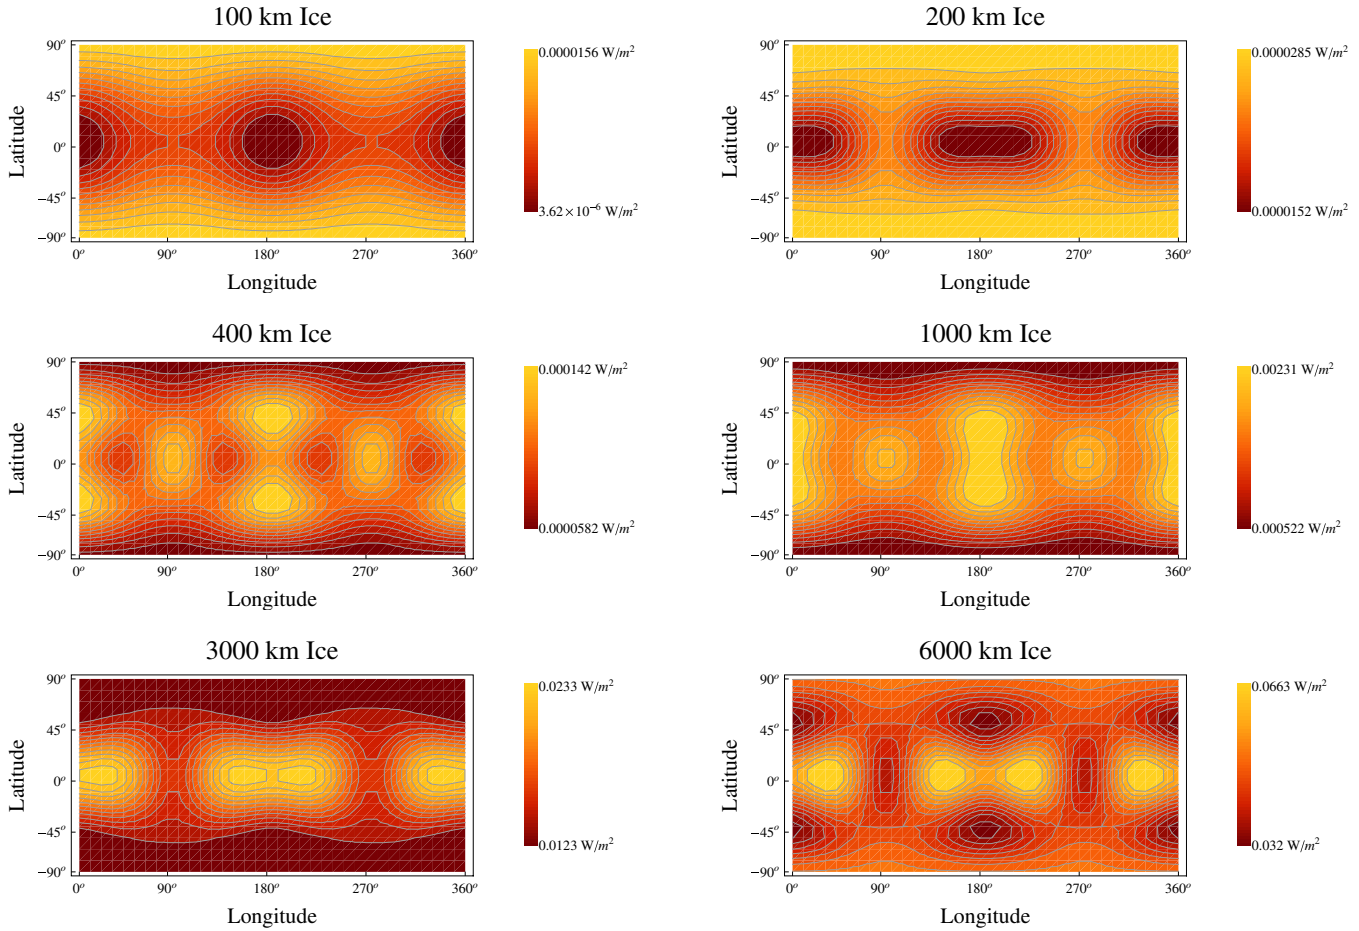 100 km Ice
90°
45°
0°
−45°
−90°
Latitude
0°
90°
180°
270°
360°
Longitude
0.0000156 W/m²
3.62×10⁻⁶ W/m²
200 km Ice
90°
45°
0°
−45°
−90°
Latitude
0°
90°
180°
270°
360°
Longitude
0.0000285 W/m²
0.0000152 W/m²
400 km Ice
90°
45°
0°
−45°
−90°
Latitude
0°
90°
180°
270°
360°
Longitude
0.000142 W/m²
0.0000582 W/m²
1000 km Ice
90°
45°
0°
−45°
−90°
Latitude
0°
90°
180°
270°
360°
Longitude
0.00231 W/m²
0.000522 W/m²
3000 km Ice
90°
45°
0°
−45°
−90°
Latitude
0°
90°
180°
270°
360°
Longitude
0.0233 W/m²
0.0123 W/m²
6000 km Ice
90°
45°
0°
−45°
−90°
Latitude
0°
90°
180°
270°
360°
Longitude
0.0663 W/m²
0.032 W/m²